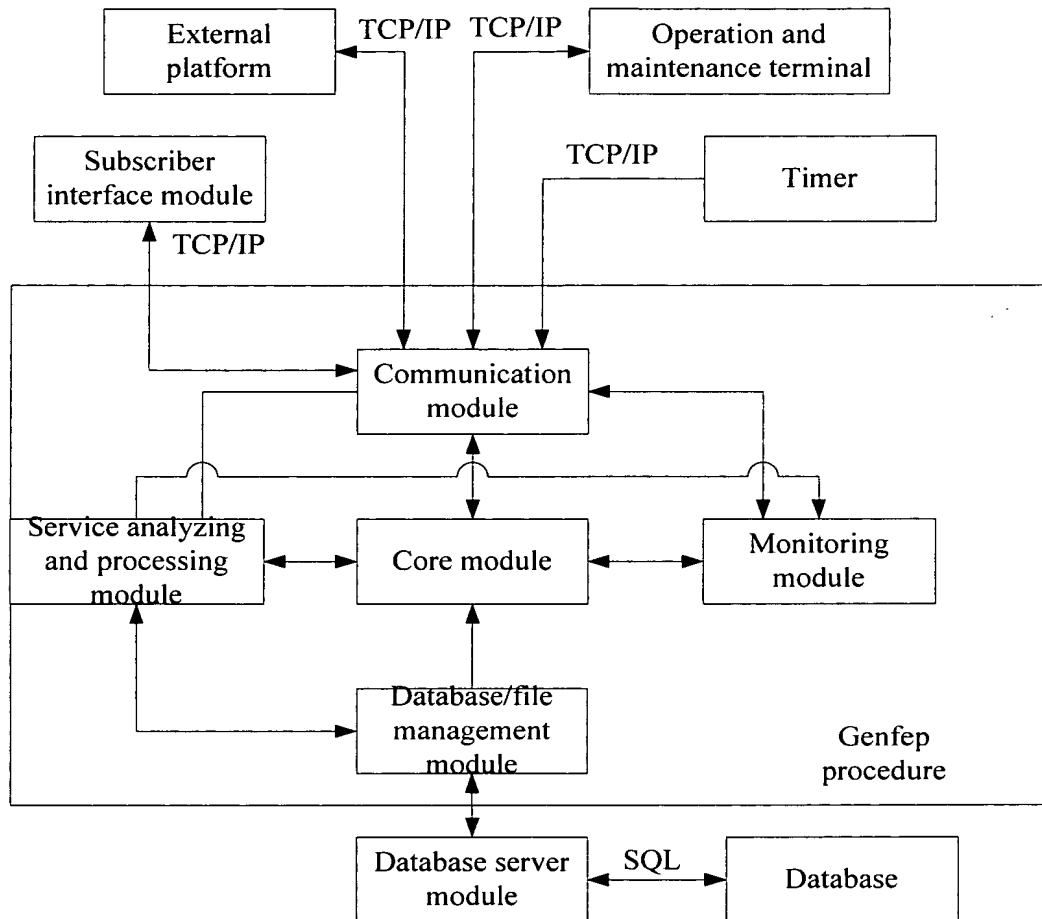 External
platform
TCP/IP
TCP/IP
Operation and
maintenance terminal
Subscriber
interface module
TCP/IP
Timer
TCP/IP
Communication
module
Service analyzing
and processing
module
Core module
Monitoring
module
Database/file
management
module
Genfep
procedure
Database server
module
SQL
Database